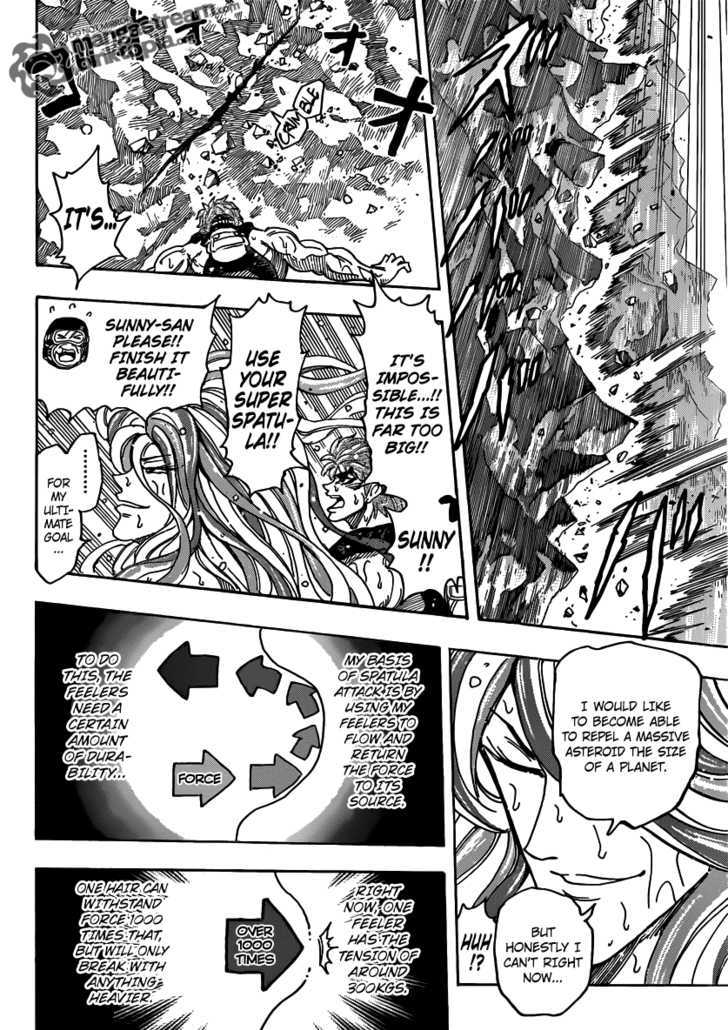 mangastream.com
ゴ
オ
オ
オ
CRUMBLE
IT'S...
IT'S
IMPOS-
SIBLE...!!
THIS IS
FAR TOO
BIG!!
USE
YOUR
SUPER
SPATU-
LA!!
SUNNY-SAN
PLEASE!!
FINISH IT
BEAUTI-
FULLY!!
SUNNY
!!
.........
FOR
MY
ULTI-
MATE
GOAL
...
I WOULD LIKE
TO BECOME ABLE
TO REPEL A MASSIVE
ASTEROID THE SIZE
OF A PLANET.
HUH
!?
BUT
HONESTLY I
CAN'T RIGHT
NOW...
MY BASIS
OF SPATULA
ATTACK IS BY
USING MY
FEELERS TO
FLOW AND
RETURN
THE FORCE
TO ITS
SOURCE.
FORCE
TO DO
THIS, THE
FEELERS
NEED A
CERTAIN
AMOUNT
OF DURA-
BILITY...
RIGHT
NOW, ONE
FEELER
HAS THE
TENSION OF
AROUND
300KGS.
OVER
1000
TIMES
ONE HAIR CAN
WITHSTAND
FORCE 1000
TIMES THAT,
BUT WILL ONLY
BREAK WITH
ANYTHING
HEAVIER.